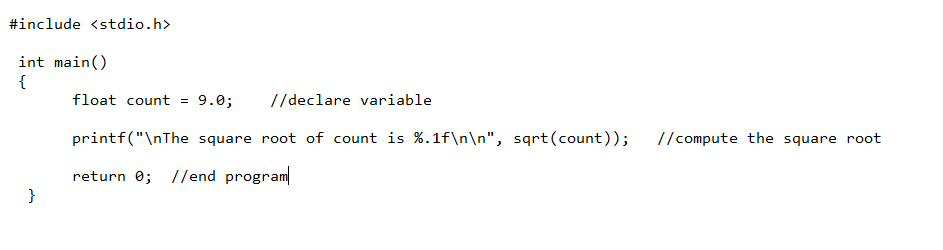 #include <stdio.h>
int main()
{
float count = 9.0;    //declare variable
printf("\nThe square root of count is %.1f\n\n", sqrt(count));   //compute the square root
return 0;  //end program
}